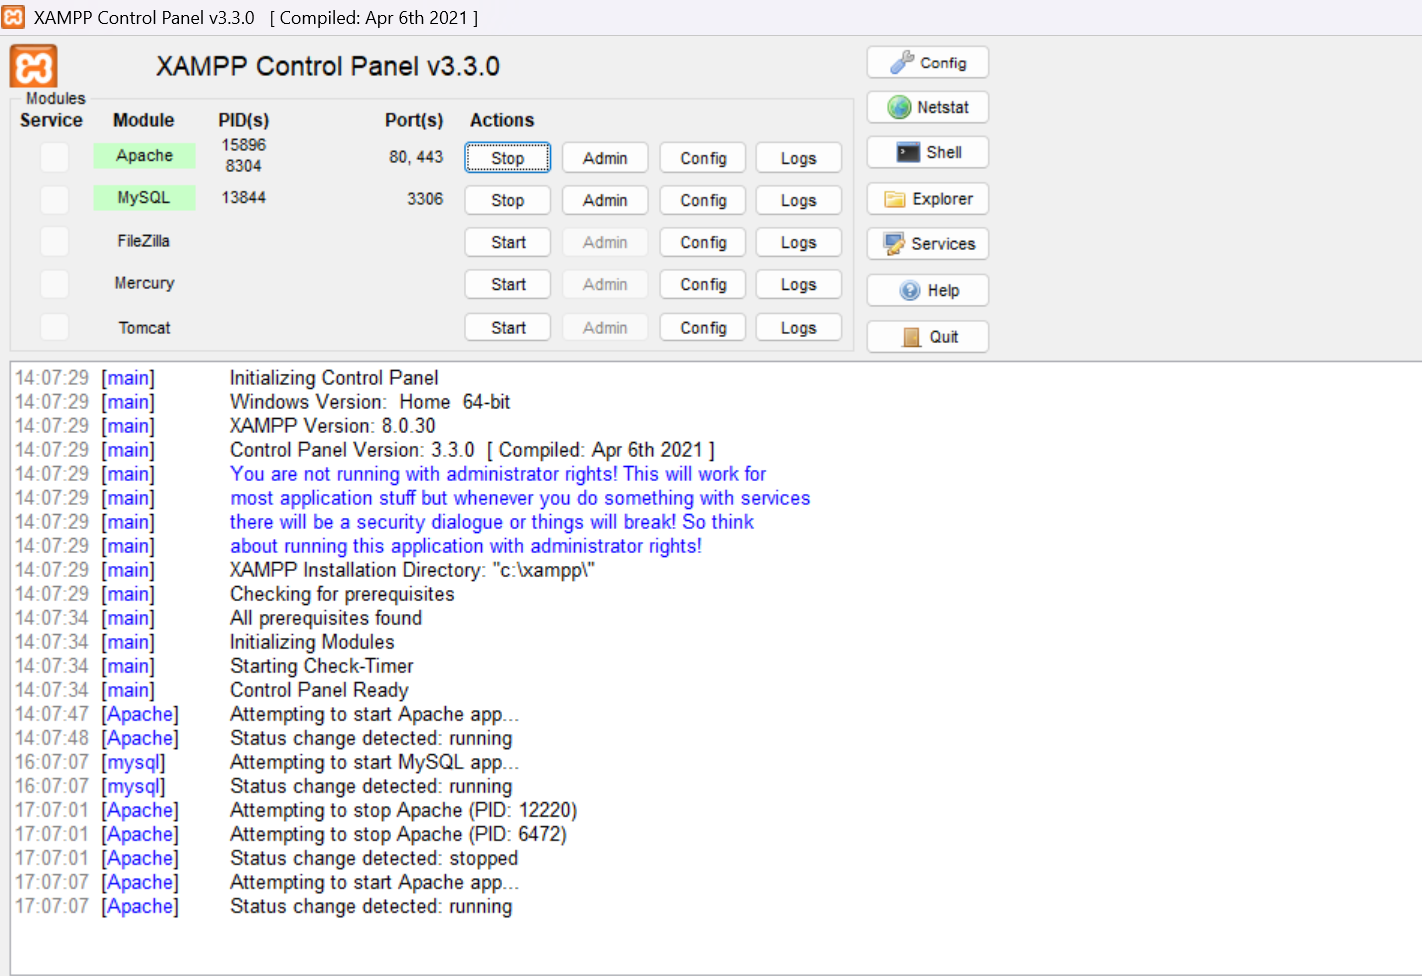 XAMPP Control Panel v3.3.0 [ Compiled: Apr 6th 2021 ]
XAMPP Control Panel v3.3.0
Config
Modules
Service Module PID(s) Port(s) Actions
Netstat
Apache 15896 8304 80, 443 Stop Admin Config Logs
Shell
MySQL 13844 3306 Stop Admin Config Logs
Explorer
FileZilla Start Admin Config Logs
Services
Mercury Start Admin Config Logs
Help
Tomcat Start Admin Config Logs
Quit
14:07:29 [main] Initializing Control Panel
14:07:29 [main] Windows Version: Home 64-bit
14:07:29 [main] XAMPP Version: 8.0.30
14:07:29 [main] Control Panel Version: 3.3.0 [ Compiled: Apr 6th 2021 ]
14:07:29 [main] You are not running with administrator rights! This will work for
14:07:29 [main] most application stuff but whenever you do something with services
14:07:29 [main] there will be a security dialogue or things will break! So think
14:07:29 [main] about running this application with administrator rights!
14:07:29 [main] XAMPP Installation Directory: "c:\xampp\"
14:07:29 [main] Checking for prerequisites
14:07:34 [main] All prerequisites found
14:07:34 [main] Initializing Modules
14:07:34 [main] Starting Check-Timer
14:07:34 [main] Control Panel Ready
14:07:47 [Apache] Attempting to start Apache app...
14:07:48 [Apache] Status change detected: running
16:07:07 [mysql] Attempting to start MySQL app...
16:07:07 [mysql] Status change detected: running
17:07:01 [Apache] Attempting to stop Apache (PID: 12220)
17:07:01 [Apache] Attempting to stop Apache (PID: 6472)
17:07:01 [Apache] Status change detected: stopped
17:07:07 [Apache] Attempting to start Apache app...
17:07:07 [Apache] Status change detected: running